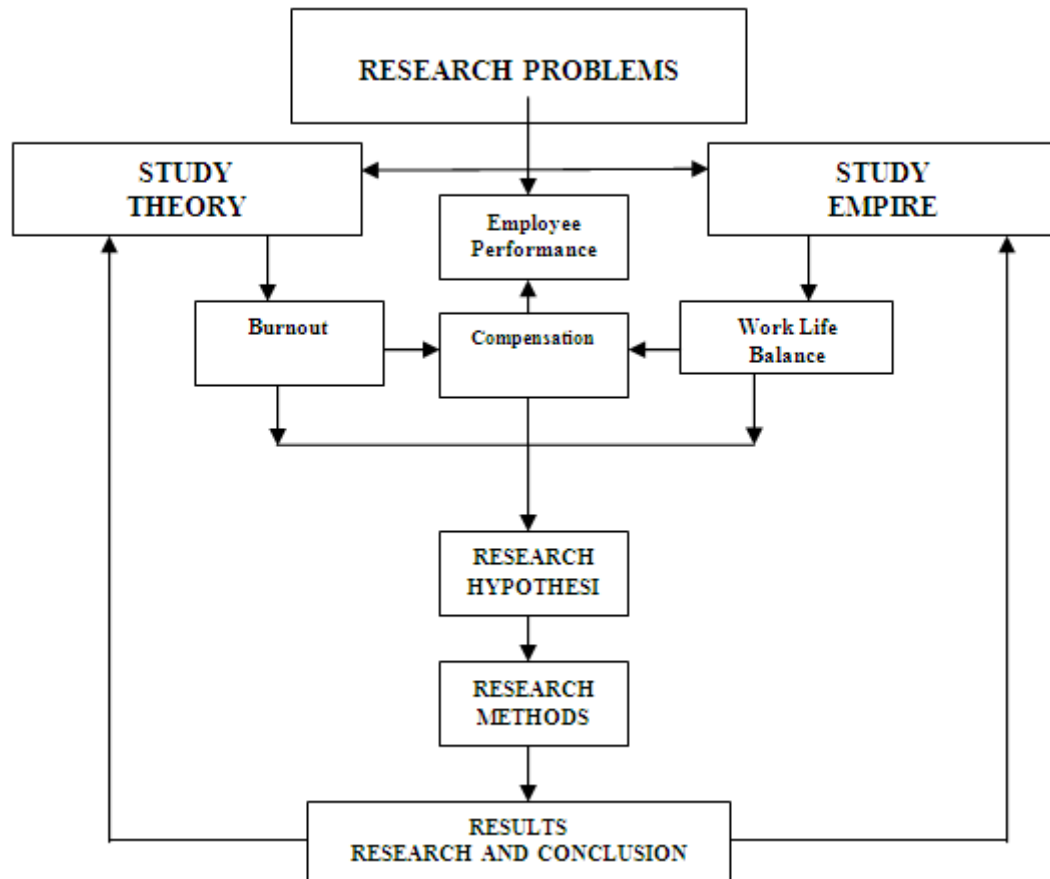 RESEARCH PROBLEMS
STUDY
THEORY
STUDY
EMPIRE
Employee
Performance
Burnout
Compensation
Work Life
Balance
RESEARCH
HYPOTHESI
RESEARCH
METHODS
RESULTS
RESEARCH AND CONCLUSION